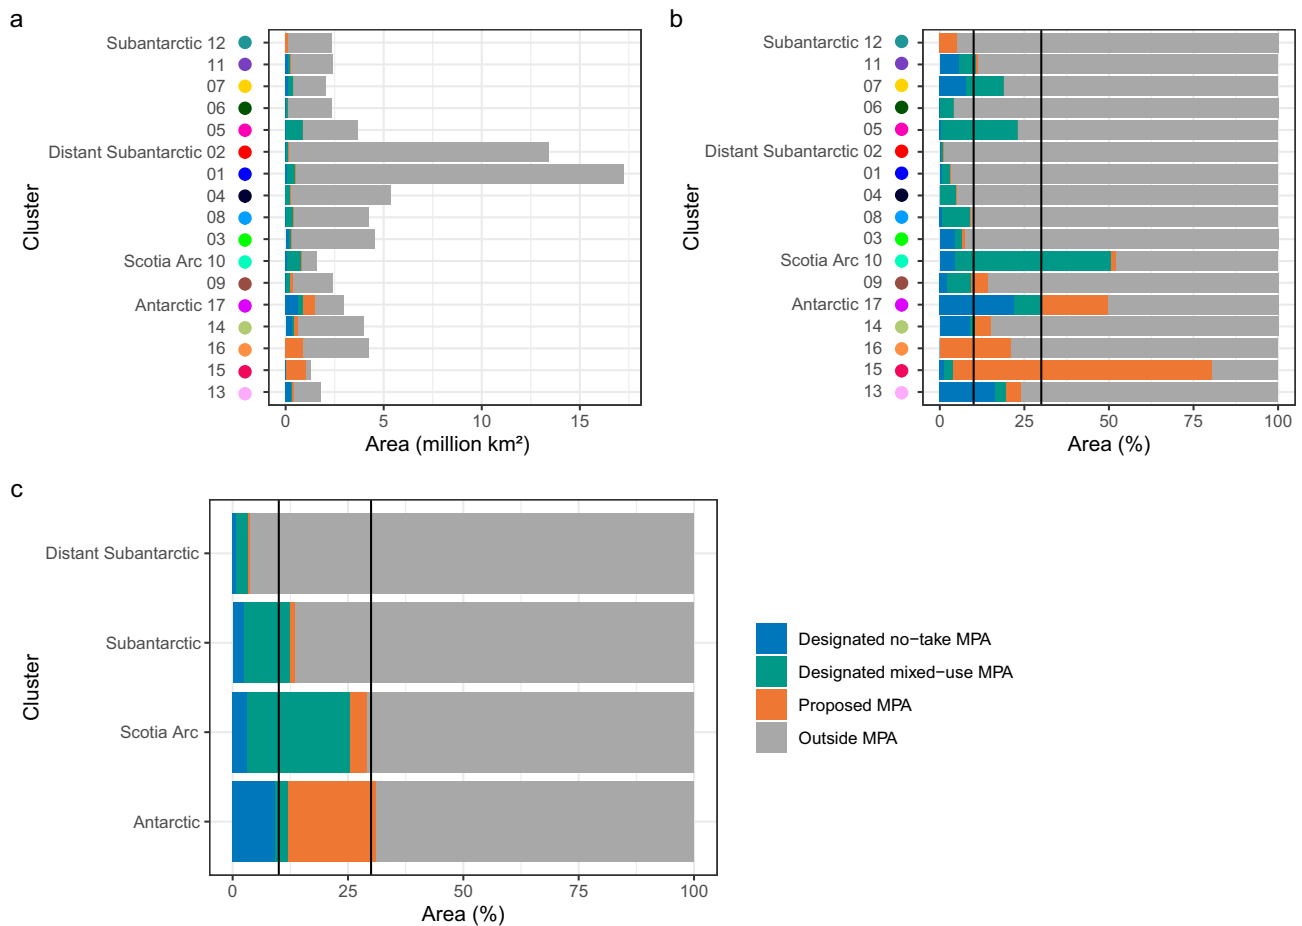 a
Subantarctic 12
11
07
06
05
Distant Subantarctic 02
01
04
08
03
Scotia Arc 10
09
Antarctic 17
14
16
15
13
Cluster
0 5 10 15
Area (million km²)
b
Subantarctic 12
11
07
06
05
Distant Subantarctic 02
01
04
08
03
Scotia Arc 10
09
Antarctic 17
14
16
15
13
Cluster
0 25 50 75 100
Area (%)
c
Distant Subantarctic
Subantarctic
Scotia Arc
Antarctic
Cluster
0 25 50 75 100
Area (%)
Designated no−take MPA
Designated mixed−use MPA
Proposed MPA
Outside MPA